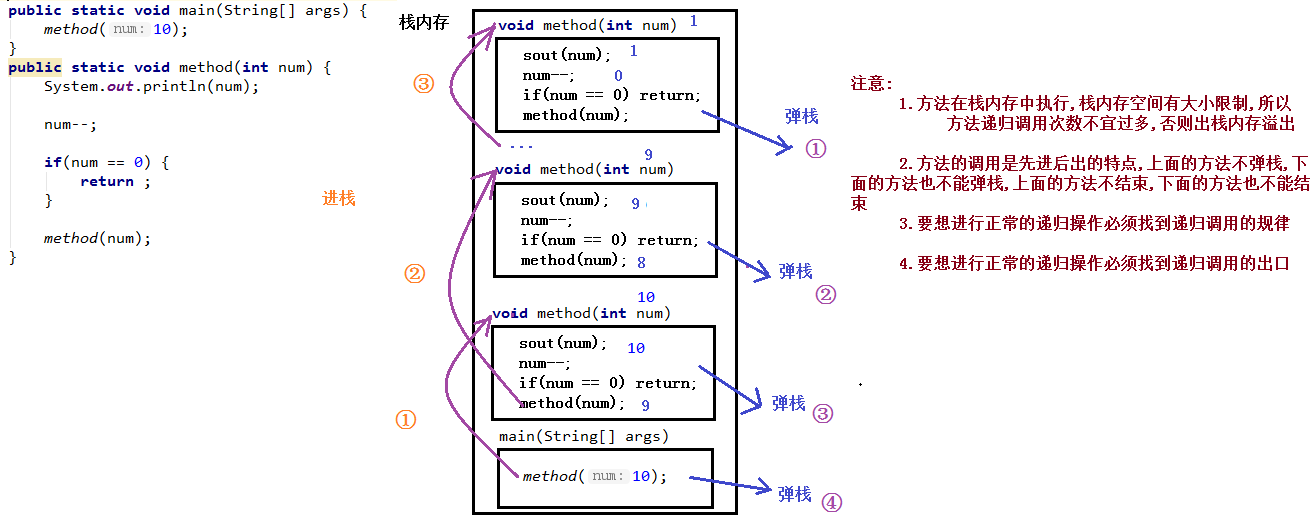 public static void main(String[] args) {
method( num: 10);
}
public static void method(int num) {
System.out.println(num);
num--;
if(num == 0) {
return ;
}
method(num);
}
进栈
栈内存
void method(int num) 1
sout(num); 1
num--; 0
if(num == 0) return;
method(num);
③
弹栈
①
...
9
void method(int num)
sout(num); 9
num--;
if(num == 0) return;
method(num); 8
②
弹栈
②
10
void method(int num)
sout(num); 10
num--;
if(num == 0) return;
method(num); 9
①
弹栈 ③
main(String[] args)
method( num: 10);
弹栈 ④
注意:
1.方法在栈内存中执行,栈内存空间有大小限制,所以
方法递归调用次数不宜过多,否则出栈内存溢出
2.方法的调用是先进后出的特点,上面的方法不弹栈,下
面的方法也不能弹栈,上面的方法不结束,下面的方法也不能结
束
3.要想进行正常的递归操作必须找到递归调用的规律
4.要想进行正常的递归操作必须找到递归调用的出口